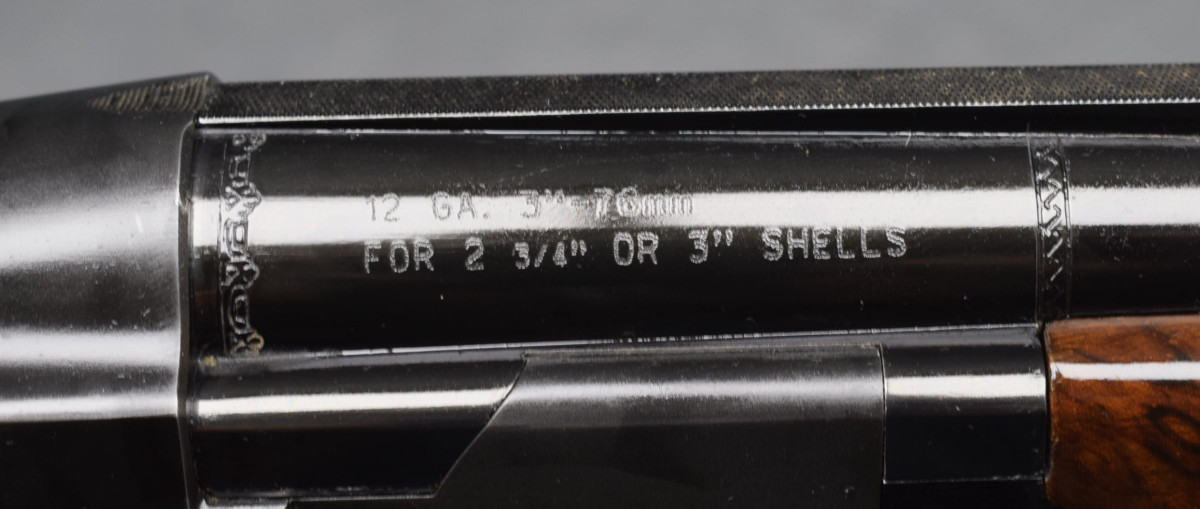 12 GA. 3"-76mm
FOR 2 3/4" OR 3" SHELLS